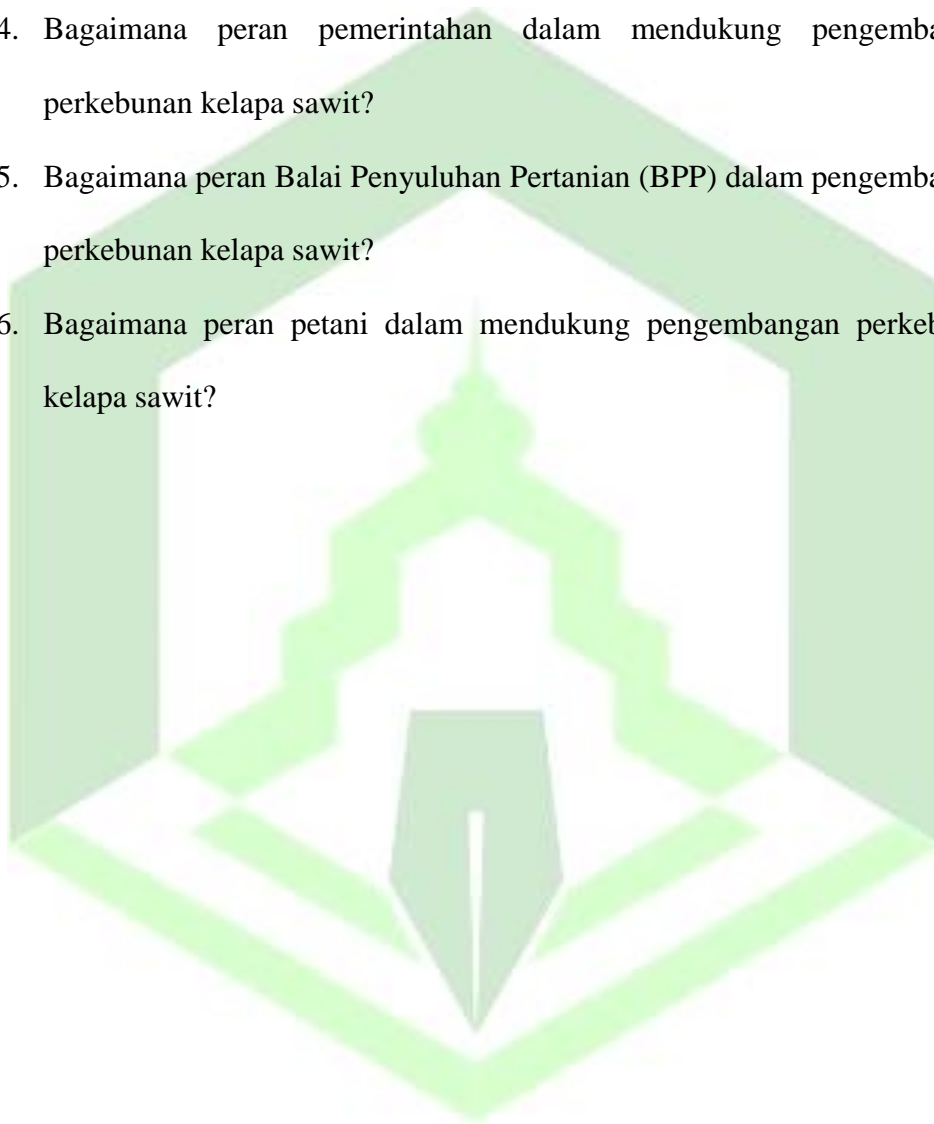 4. Bagaimana peran pemerintahan dalam mendukung pengemba
perkebunan kelapa sawit?
5. Bagaimana peran Balai Penyuluhan Pertanian (BPP) dalam pengemba
perkebunan kelapa sawit?
6. Bagaimana peran petani dalam mendukung pengembangan perkeb
kelapa sawit?